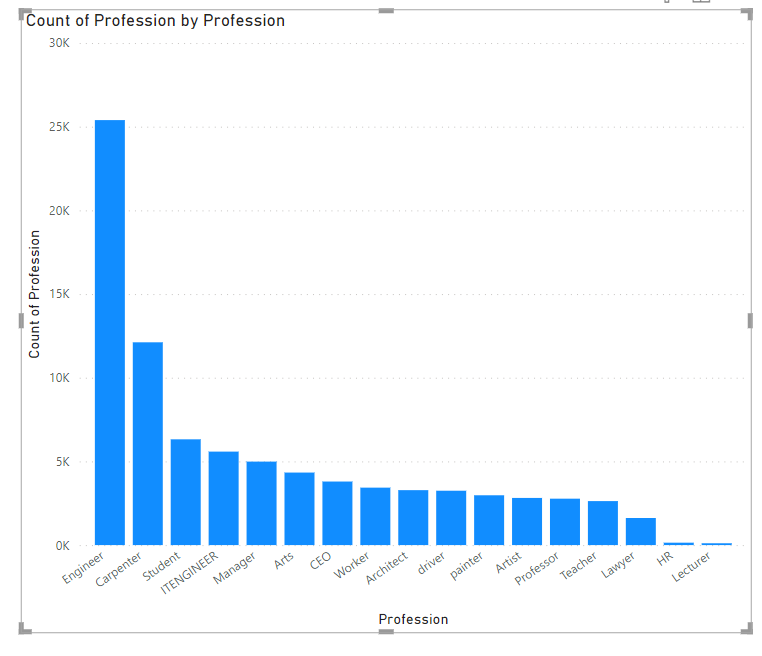 Count of Profession by Profession
30K
25K
20K
15K
10K
5K
0K
Count of Profession
Engineer
Carpenter
Student
ITENGINEER
Manager
Arts
CEO
Worker
Architect
driver
painter
Artist
Professor
Teacher
Lawyer
HR
Lecturer
Profession